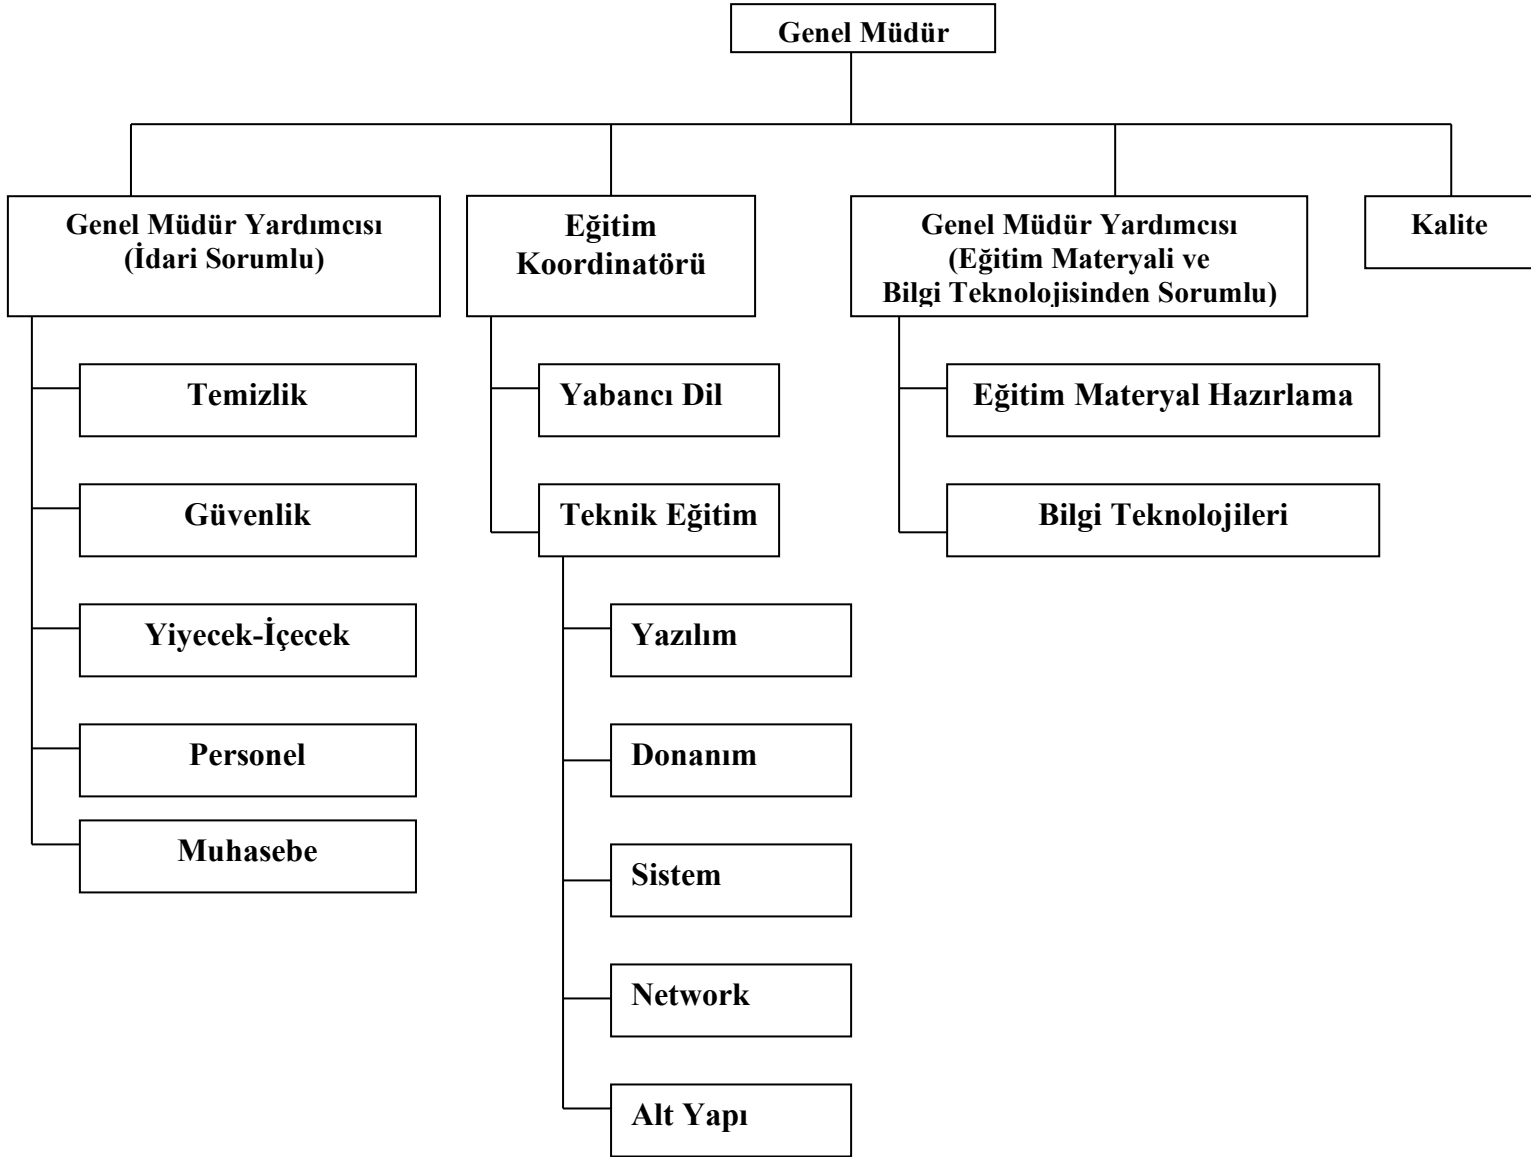 Genel Müdür
Genel Müdür Yardımcısı
(İdari Sorumlu)
Eğitim
Koordinatörü
Genel Müdür Yardımcısı
(Eğitim Materyali ve
Bilgi Teknolojisinden Sorumlu)
Kalite
Temizlik
Güvenlik
Yiyecek-İçecek
Personel
Muhasebe
Yabancı Dil
Teknik Eğitim
Yazılım
Donanım
Sistem
Network
Alt Yapı
Eğitim Materyal Hazırlama
Bilgi Teknolojileri